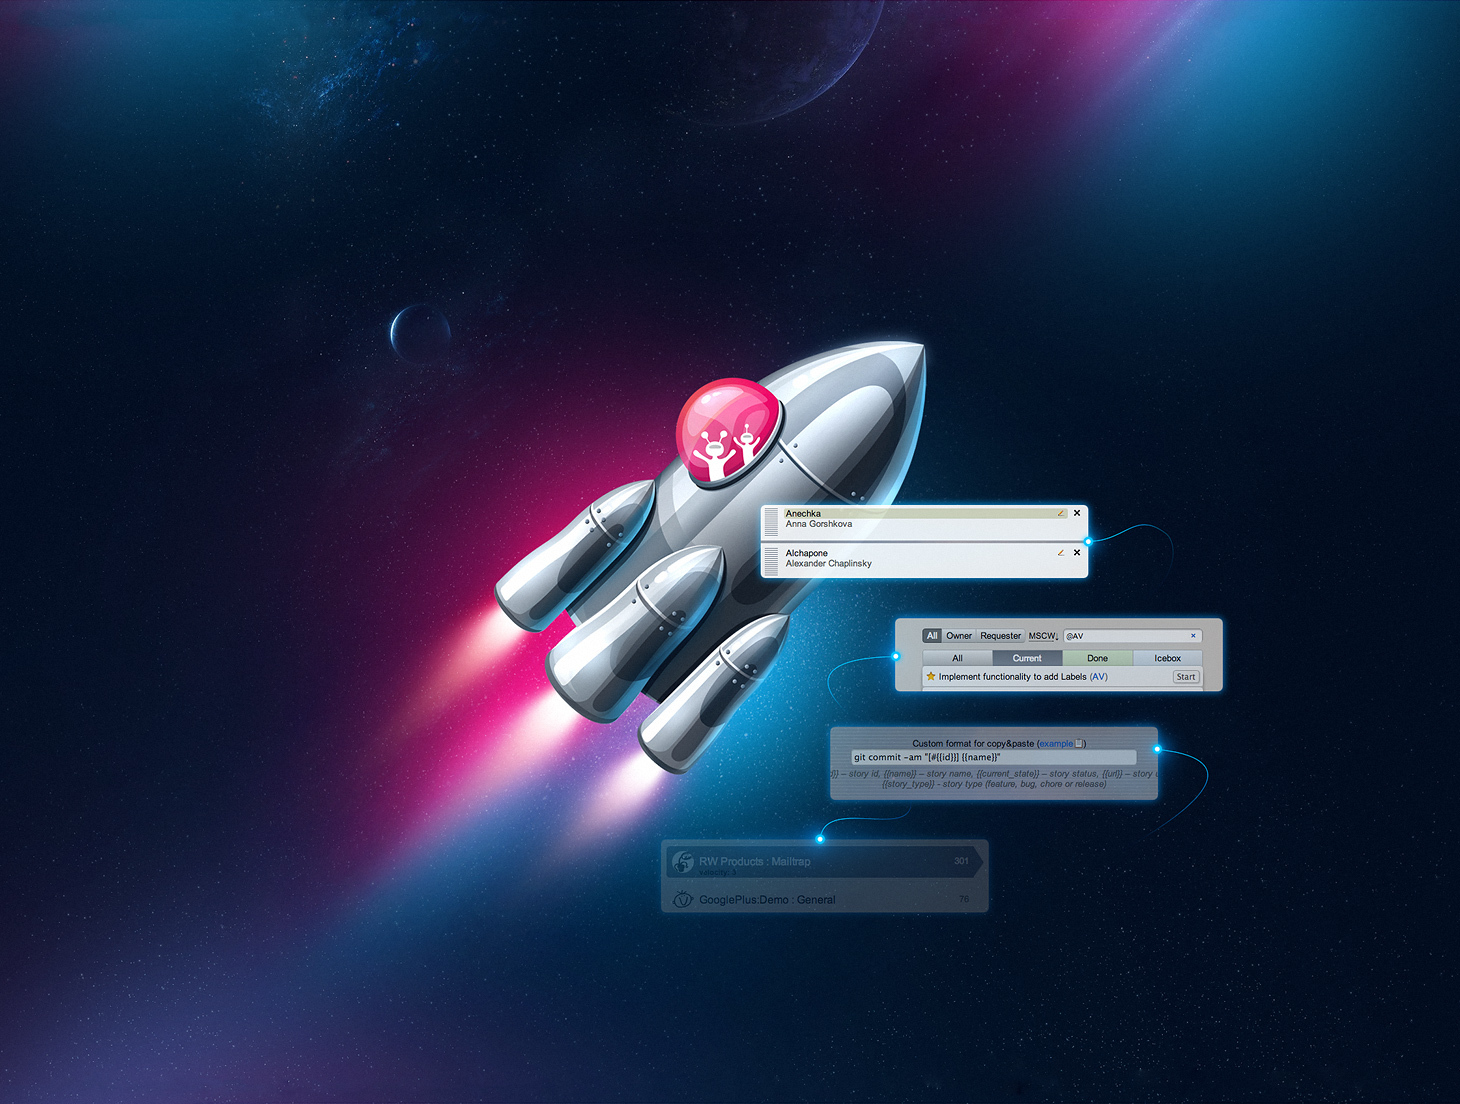 Anechka
Anna Gorshkova
Alchapone
Alexander Chaplinsky
All Owner Requester MSCW↓ @AV
All Current Done Icebox
Implement functionality to add Labels (AV) Start
Custom format for copy&paste (example)
git commit -am "[#{{id}}] {{name}}"
}} – story id, {{name}} – story name, {{current_state}} – story status, {{url}} – story
{{story_type}} - story type (feature, bug, chore or release)
RW Products : Mailtrap 301
velocity: 3
GooglePlus:Demo : General 76